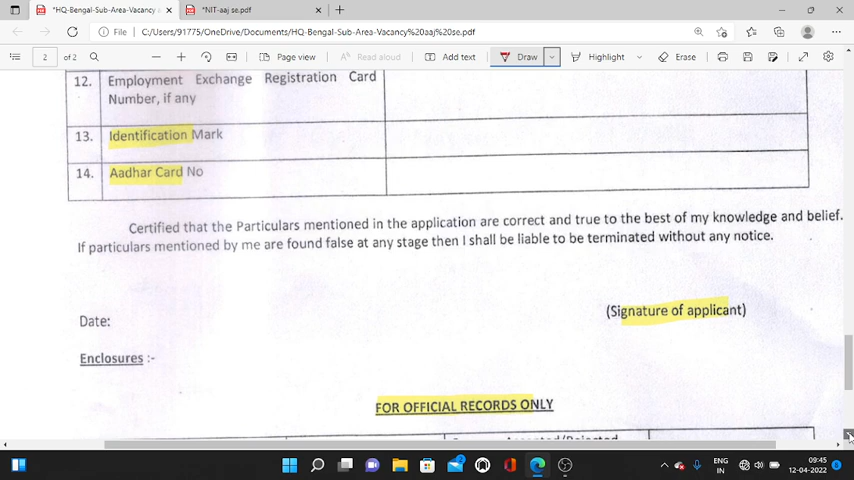 *HQ-Bengal-Sub-Area-Vacancy
*NIT-aaj se.pdf
File
C:/Users/91775/OneDrive/Documents/HQ-Bengal-Sub-Area-Vacancy%20aaj%20se.pdf
2 of 2
Page view
Read aloud
Add text
Draw
Highlight
Erase
12. Employment Exchange Registration Card
Number, if any
13. Identification Mark
14. Aadhar Card No
Certified that the Particulars mentioned in the application are correct and true to the best of my knowledge and belief.
If particulars mentioned by me are found false at any stage then I shall be liable to be terminated without any notice.
(Signature of applicant)
Date:
Enclosures :-
FOR OFFICIAL RECORDS ONLY
Accepted/Rejected
ENG
IN
09:45
12-04-2022